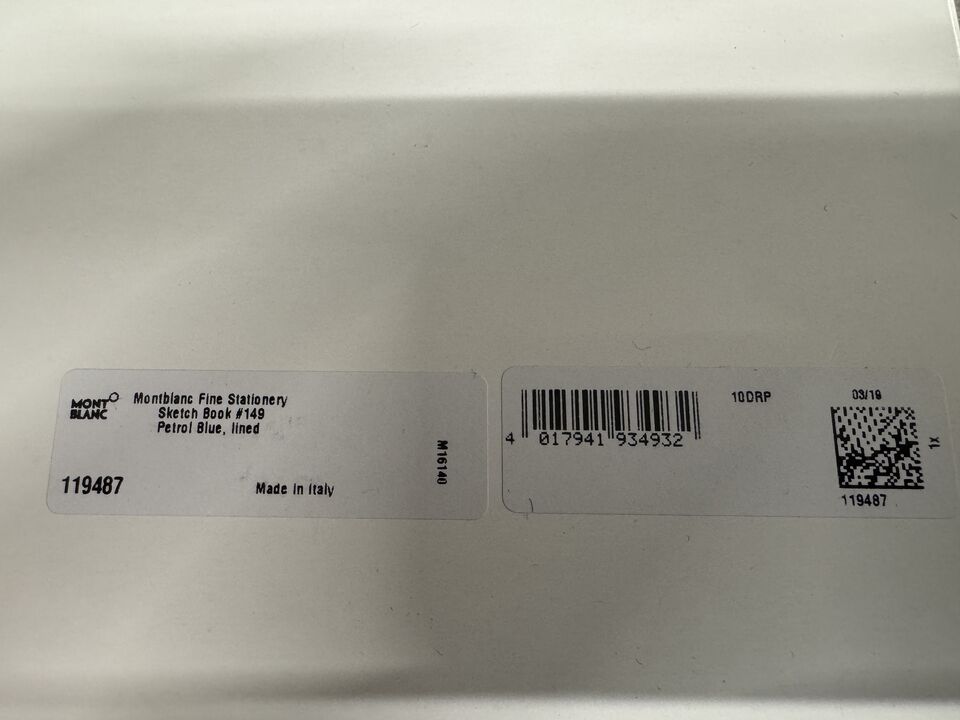 MONT
BLANC
Montblanc Fine Stationery
Sketch Book #149
Petrol Blue, lined
M16140
119487
Made in Italy
4 017941 934932
10DRP
03/19
1X
119487